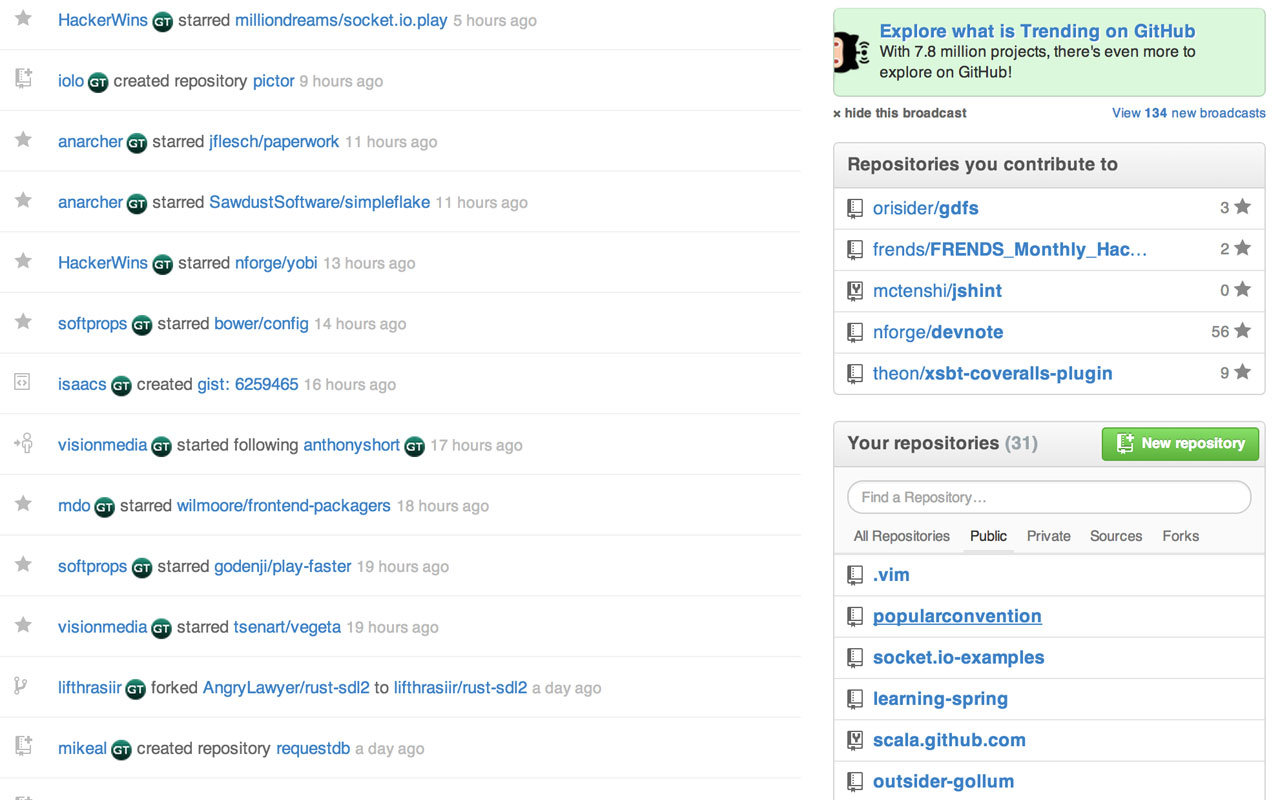 HackerWins GT starred milliondreams/socket.io.play 5 hours ago
iolo GT created repository pictor 9 hours ago
anarcher GT starred jflesch/paperwork 11 hours ago
anarcher GT starred SawdustSoftware/simpleflake 11 hours ago
HackerWins GT starred nforge/yobi 13 hours ago
softprops GT starred bower/config 14 hours ago
isaacs GT created gist: 6259465 16 hours ago
visionmedia GT started following anthonyshort GT 17 hours ago
mdo GT starred wilmoore/frontend-packagers 18 hours ago
softprops GT starred godenji/play-faster 19 hours ago
visionmedia GT starred tsenart/vegeta 19 hours ago
lifthrasiir GT forked AngryLawyer/rust-sdl2 to lifthrasiir/rust-sdl2 a day ago
mikeal GT created repository requestdb a day ago
Explore what is Trending on GitHub
With 7.8 million projects, there's even more to
explore on GitHub!
× hide this broadcast
View 134 new broadcasts
Repositories you contribute to
orisider/gdfs 3
frends/FRENDS_Monthly_Hac… 2
mctenshi/jshint 0
nforge/devnote 56
theon/xsbt-coveralls-plugin 9
Your repositories (31)
New repository
Find a Repository…
All Repositories Public Private Sources Forks
.vim
popularconvention
socket.io-examples
learning-spring
scala.github.com
outsider-gollum